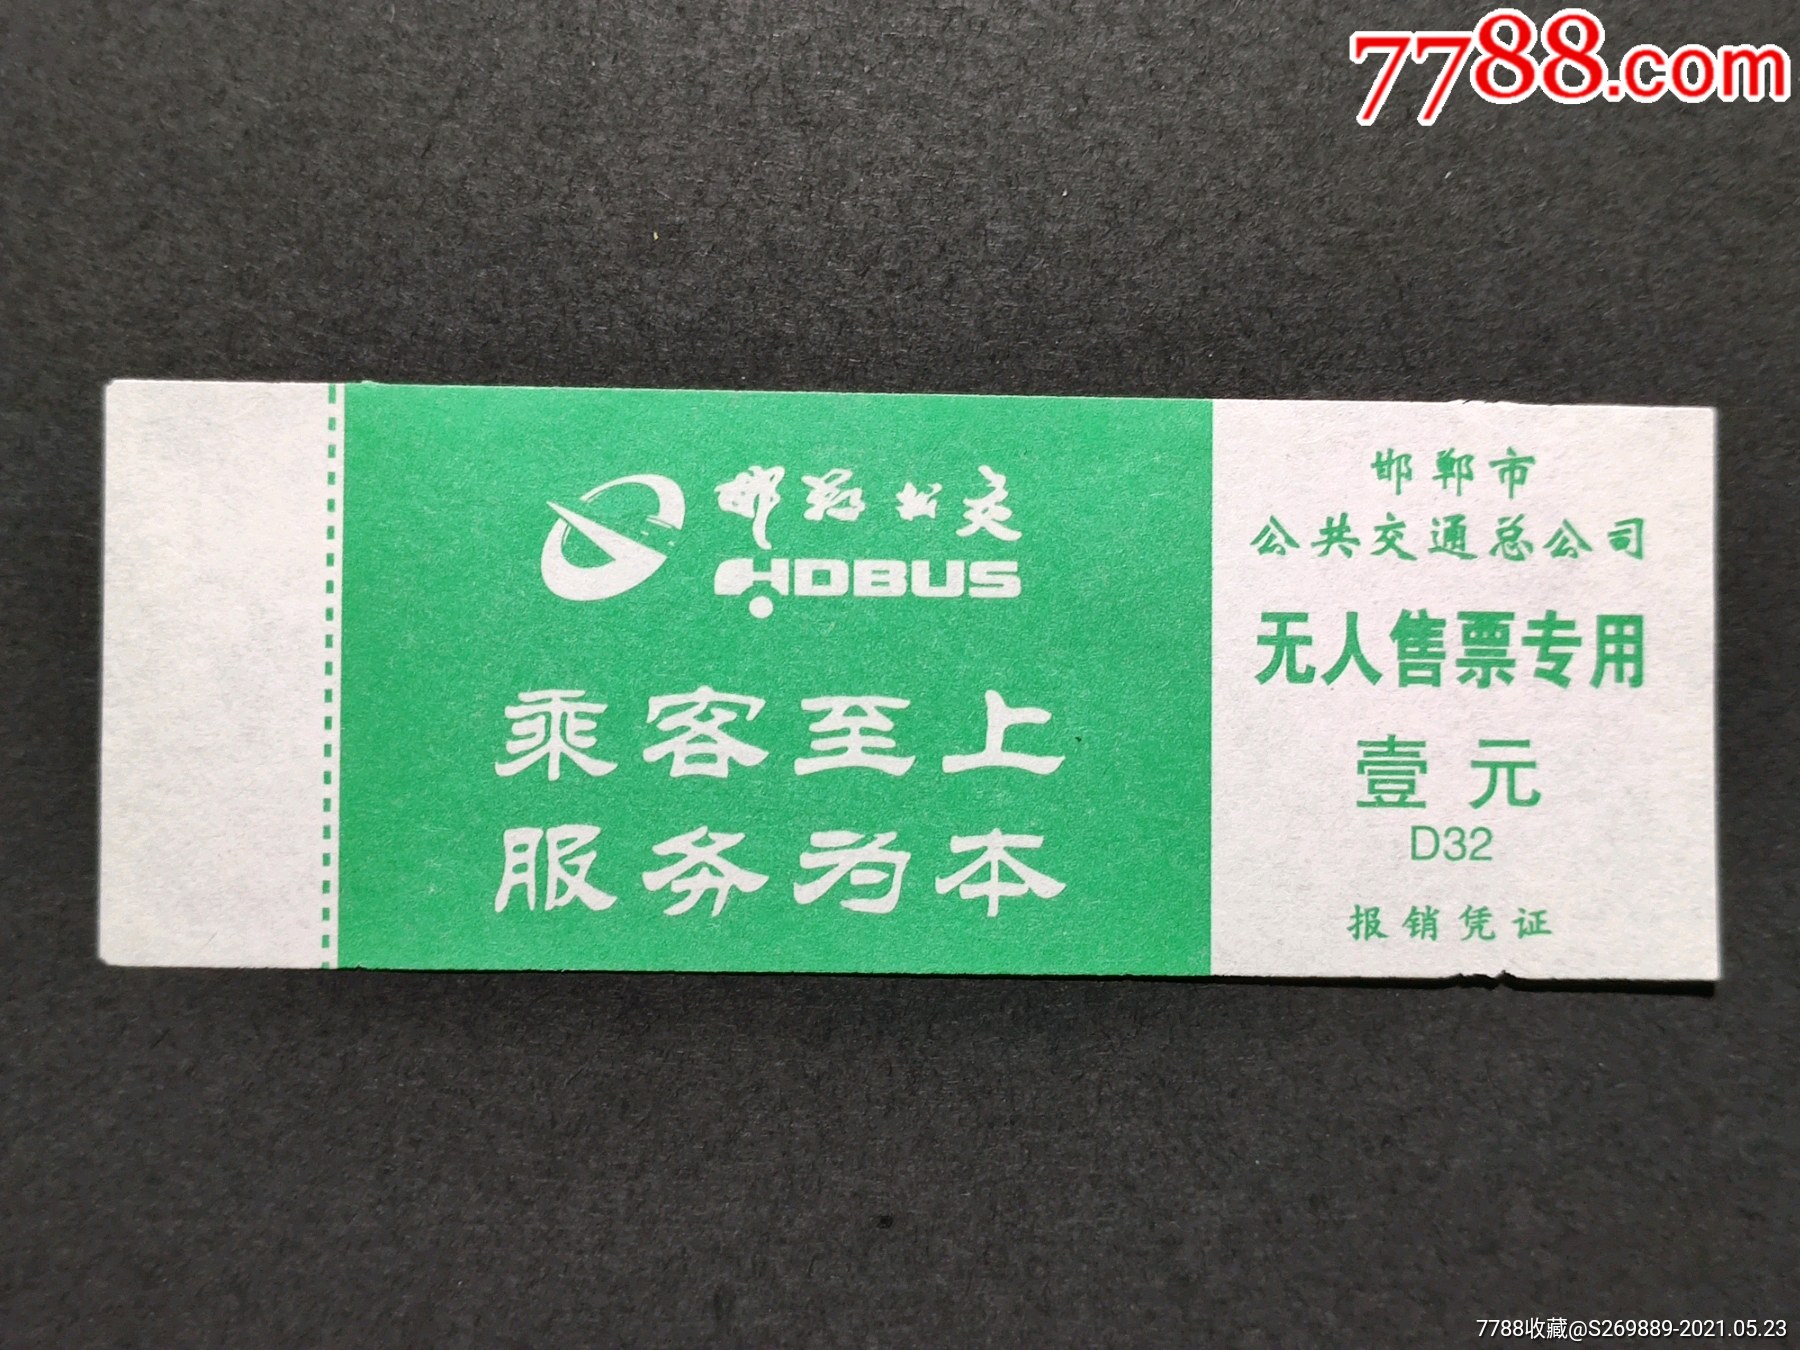 7788.com
邯郸公交
HDBUS
乘客至上
服务为本
邯郸市
公共交通总公司
无人售票专用
壹元
D32
报销凭证
7788收藏@S269889-2021.05.23